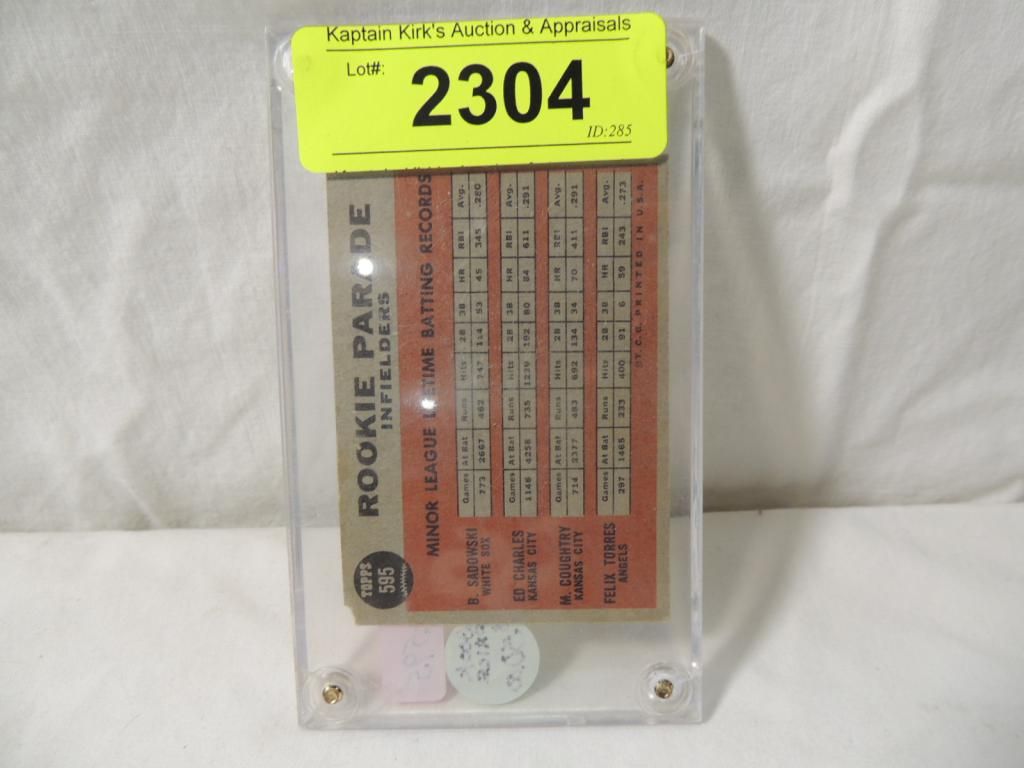 Kaptain Kirk's Auction & Appraisals
Lot#:
2304
ID:285
TOPPS
595
ROOKIE PARADE
INFIELDERS
MINOR LEAGUE LIFETIME BATTING RECORDS
B. SADOWSKI
WHITE SOX
Games At Bat Runs Hits 2B 3B HR RBI Avg.
773 2667 462 747 114 53 45 345 .280
ED CHARLES
KANSAS CITY
Games At Bat Runs Hits 2B 3B HR RBI Avg.
1146 4258 735 1239 192 80 84 611 .291
M. COUGHTRY
KANSAS CITY
Games At Bat Runs Hits 2B 3B HR RBI Avg.
714 2377 483 692 134 34 70 411 .291
FELIX TORRES
ANGELS
Games At Bat Runs Hits 2B 3B HR RBI Avg.
297 1465 233 400 91 6 59 243 .273
T. C. G. PRINTED IN U.S.A.